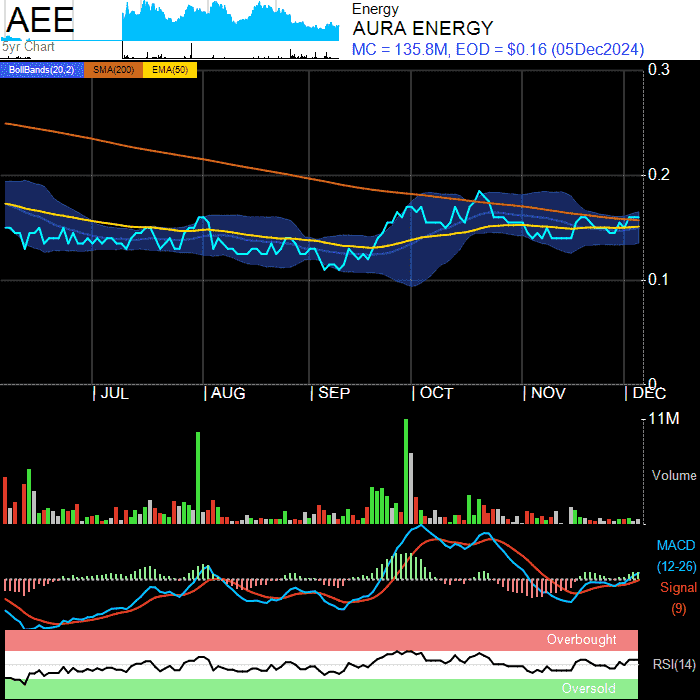 AEE
5yr Chart
Energy
AURA ENERGY
MC = 135.8M, EOD = $0.16 (05Dec2024)
BollBands(20,2) SMA(200) EMA(50)
0.3
0.2
0.1
0
JUL AUG SEP OCT NOV DEC
11M
Volume
MACD
(12-26)
Signal
(9)
Overbought
RSI(14)
Oversold